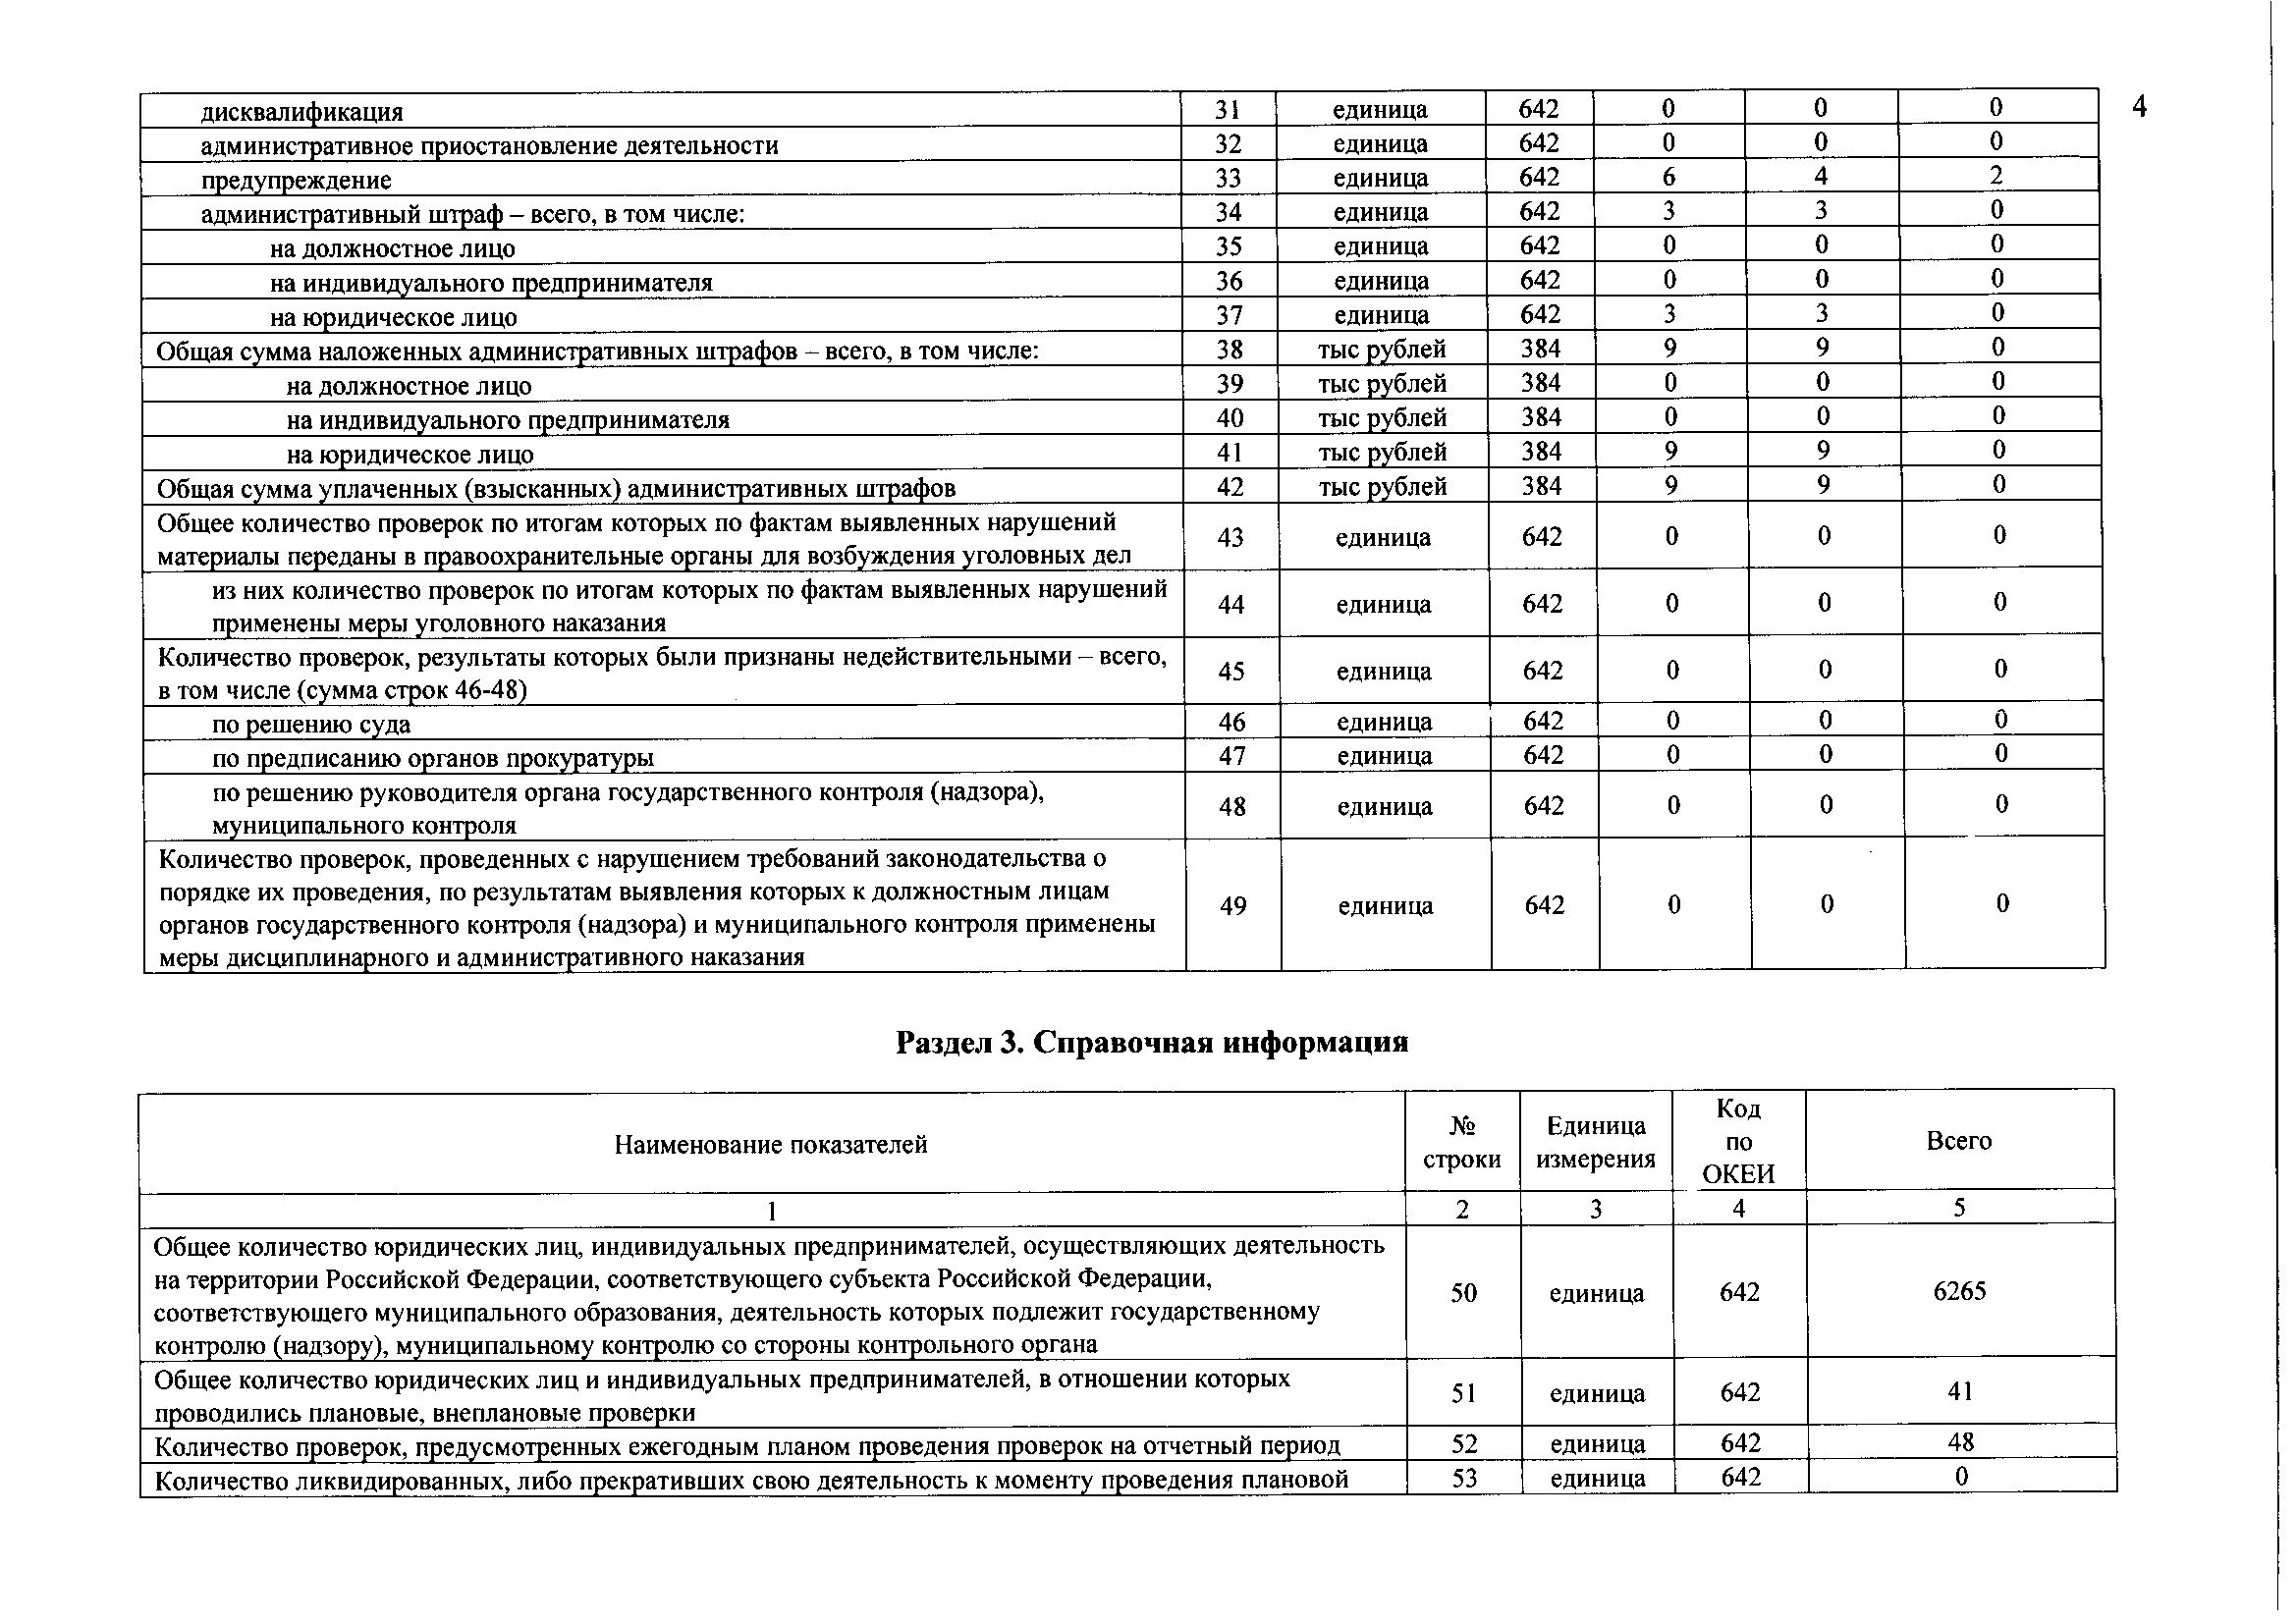 4
дисквалификация 31 единица 642 0 0 0
административное приостановление деятельности 32 единица 642 0 0 0
предупреждение 33 единица 642 6 4 2
административный штраф – всего, в том числе: 34 единица 642 3 3 0
на должностное лицо 35 единица 642 0 0 0
на индивидуального предпринимателя 36 единица 642 0 0 0
на юридическое лицо 37 единица 642 3 3 0
Общая сумма наложенных административных штрафов – всего, в том числе: 38 тыс рублей 384 9 9 0
на должностное лицо 39 тыс рублей 384 0 0 0
на индивидуального предпринимателя 40 тыс рублей 384 0 0 0
на юридическое лицо 41 тыс рублей 384 9 9 0
Общая сумма уплаченных (взысканных) административных штрафов 42 тыс рублей 384 9 9 0
Общее количество проверок по итогам которых по фактам выявленных нарушений
материалы переданы в правоохранительные органы для возбуждения уголовных дел
43 единица 642 0 0 0
из них количество проверок по итогам которых по фактам выявленных нарушений
применены меры уголовного наказания
44 единица 642 0 0 0
Количество проверок, результаты которых были признаны недействительными – всего,
в том числе (сумма строк 46-48)
45 единица 642 0 0 0
по решению суда 46 единица 642 0 0 0
по предписанию органов прокуратуры 47 единица 642 0 0 0
по решению руководителя органа государственного контроля (надзора),
муниципального контроля
48 единица 642 0 0 0
Количество проверок, проведенных с нарушением требований законодательства о
порядке их проведения, по результатам выявления которых к должностным лицам
органов государственного контроля (надзора) и муниципального контроля применены
меры дисциплинарного и административного наказания
49 единица 642 0 0 0
Раздел 3. Справочная информация
Наименование показателей
№
строки
Единица
измерения
Код
по
ОКЕИ
Всего
1 2 3 4 5
Общее количество юридических лиц, индивидуальных предпринимателей, осуществляющих деятельность
на территории Российской Федерации, соответствующего субъекта Российской Федерации,
соответствующего муниципального образования, деятельность которых подлежит государственному
контролю (надзору), муниципальному контролю со стороны контрольного органа
50 единица 642 6265
Общее количество юридических лиц и индивидуальных предпринимателей, в отношении которых
проводились плановые, внеплановые проверки
51 единица 642 41
Количество проверок, предусмотренных ежегодным планом проведения проверок на отчетный период 52 единица 642 48
Количество ликвидированных, либо прекративших свою деятельность к моменту проведения плановой 53 единица 642 0